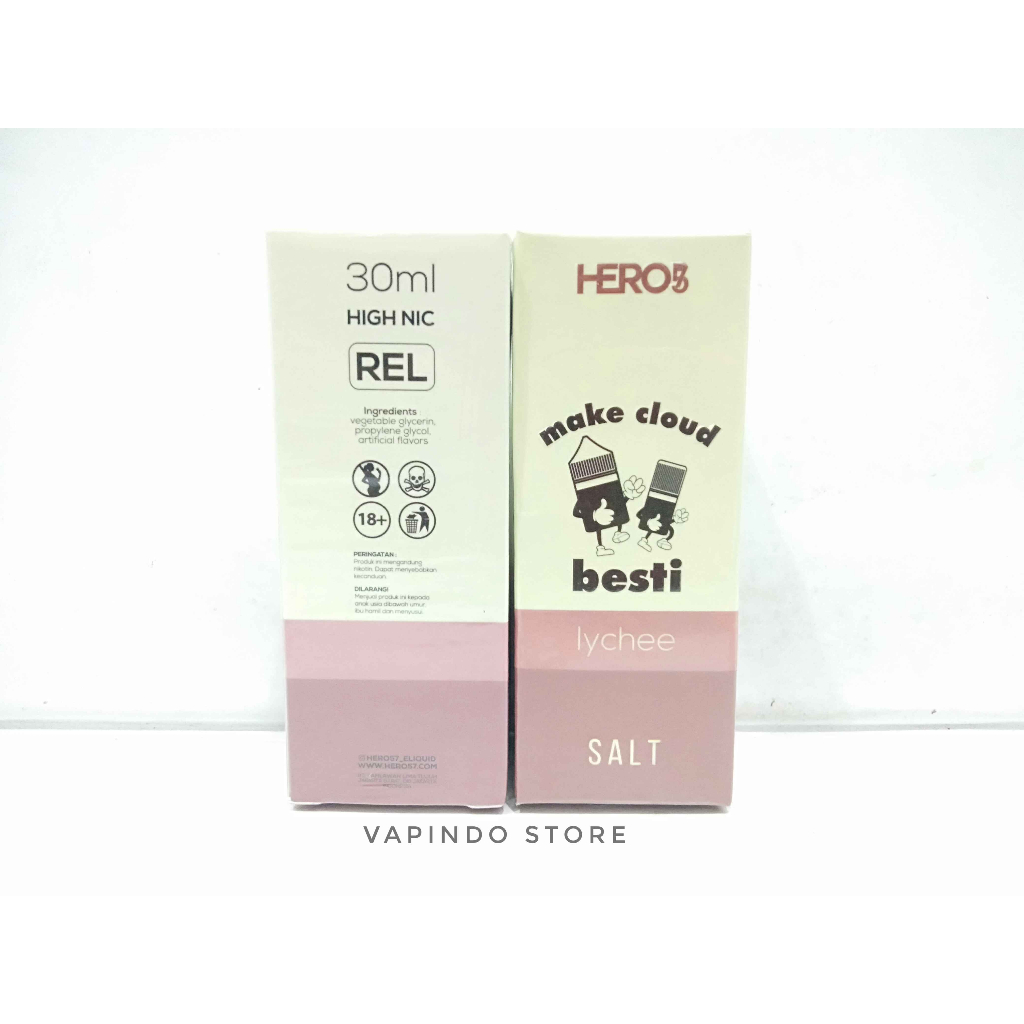 30ml
HIGH NIC
REL
Ingredients
vegetable glycerin,
propylene glycol,
artificial flavors
18+
PERINGATAN :
Produk ini mengandung
nikotin. Dapat menyebabkan
kecanduan.
DILARANG!
Menjual produk ini kepada
anak usia dibawah umur,
ibu hamil dan menyusui.
@HEROST_ELIQUID
WWW.HEROST.COM
HERO57
make cloud
besti
lychee
SALT
VAPINDO STORE